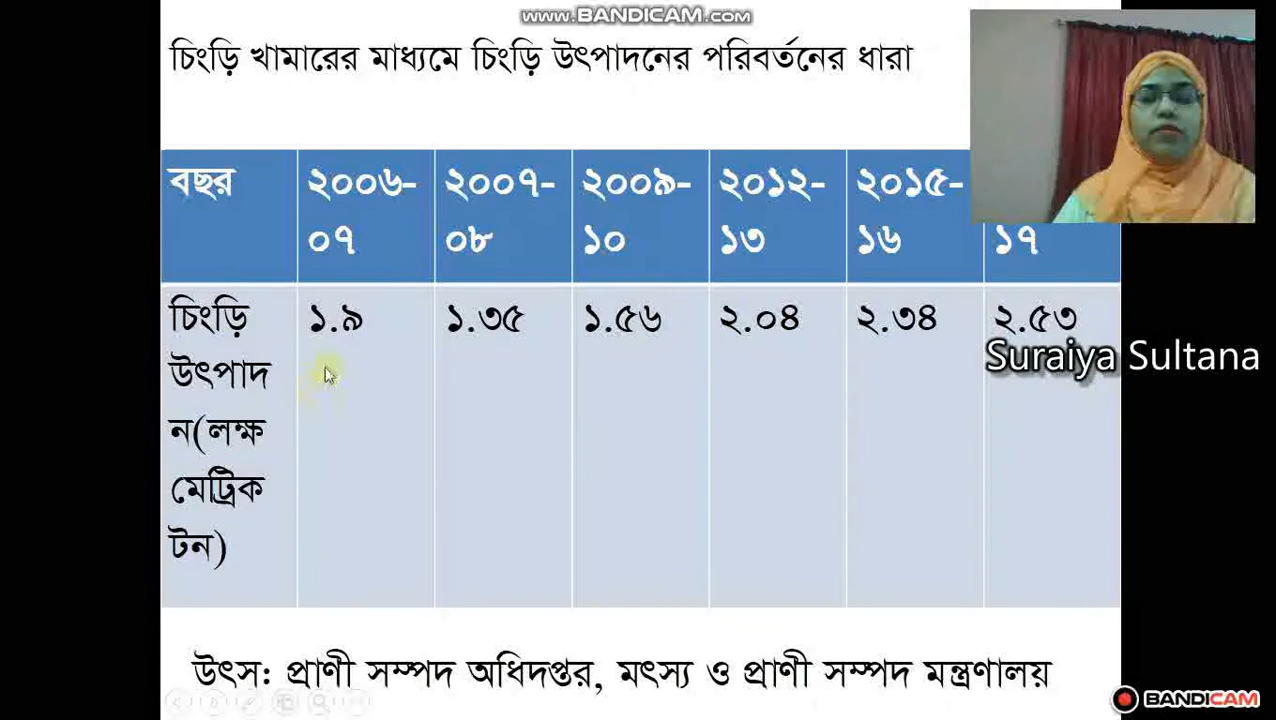 www.BANDICAM.com
চিংড়ি খামারের মাধ্যমে চিংড়ি উৎপাদনের পরিবর্তনের ধারা
বছর
২০০৬-
০৭
২০০৭-
০৮
২০০৯-
১০
২০১২-
১৩
২০১৫-
১৬
১৭
চিংড়ি
উৎপাদ
ন(লক্ষ
মেট্রিক
টন)
১.৯
১.৩৫
১.৫৬
২.০৪
২.৩৪
২.৫৩
Suraiya Sultana
উৎস: প্রাণী সম্পদ অধিদপ্তর, মৎস্য ও প্রাণী সম্পদ মন্ত্রণালয়
BANDICAM